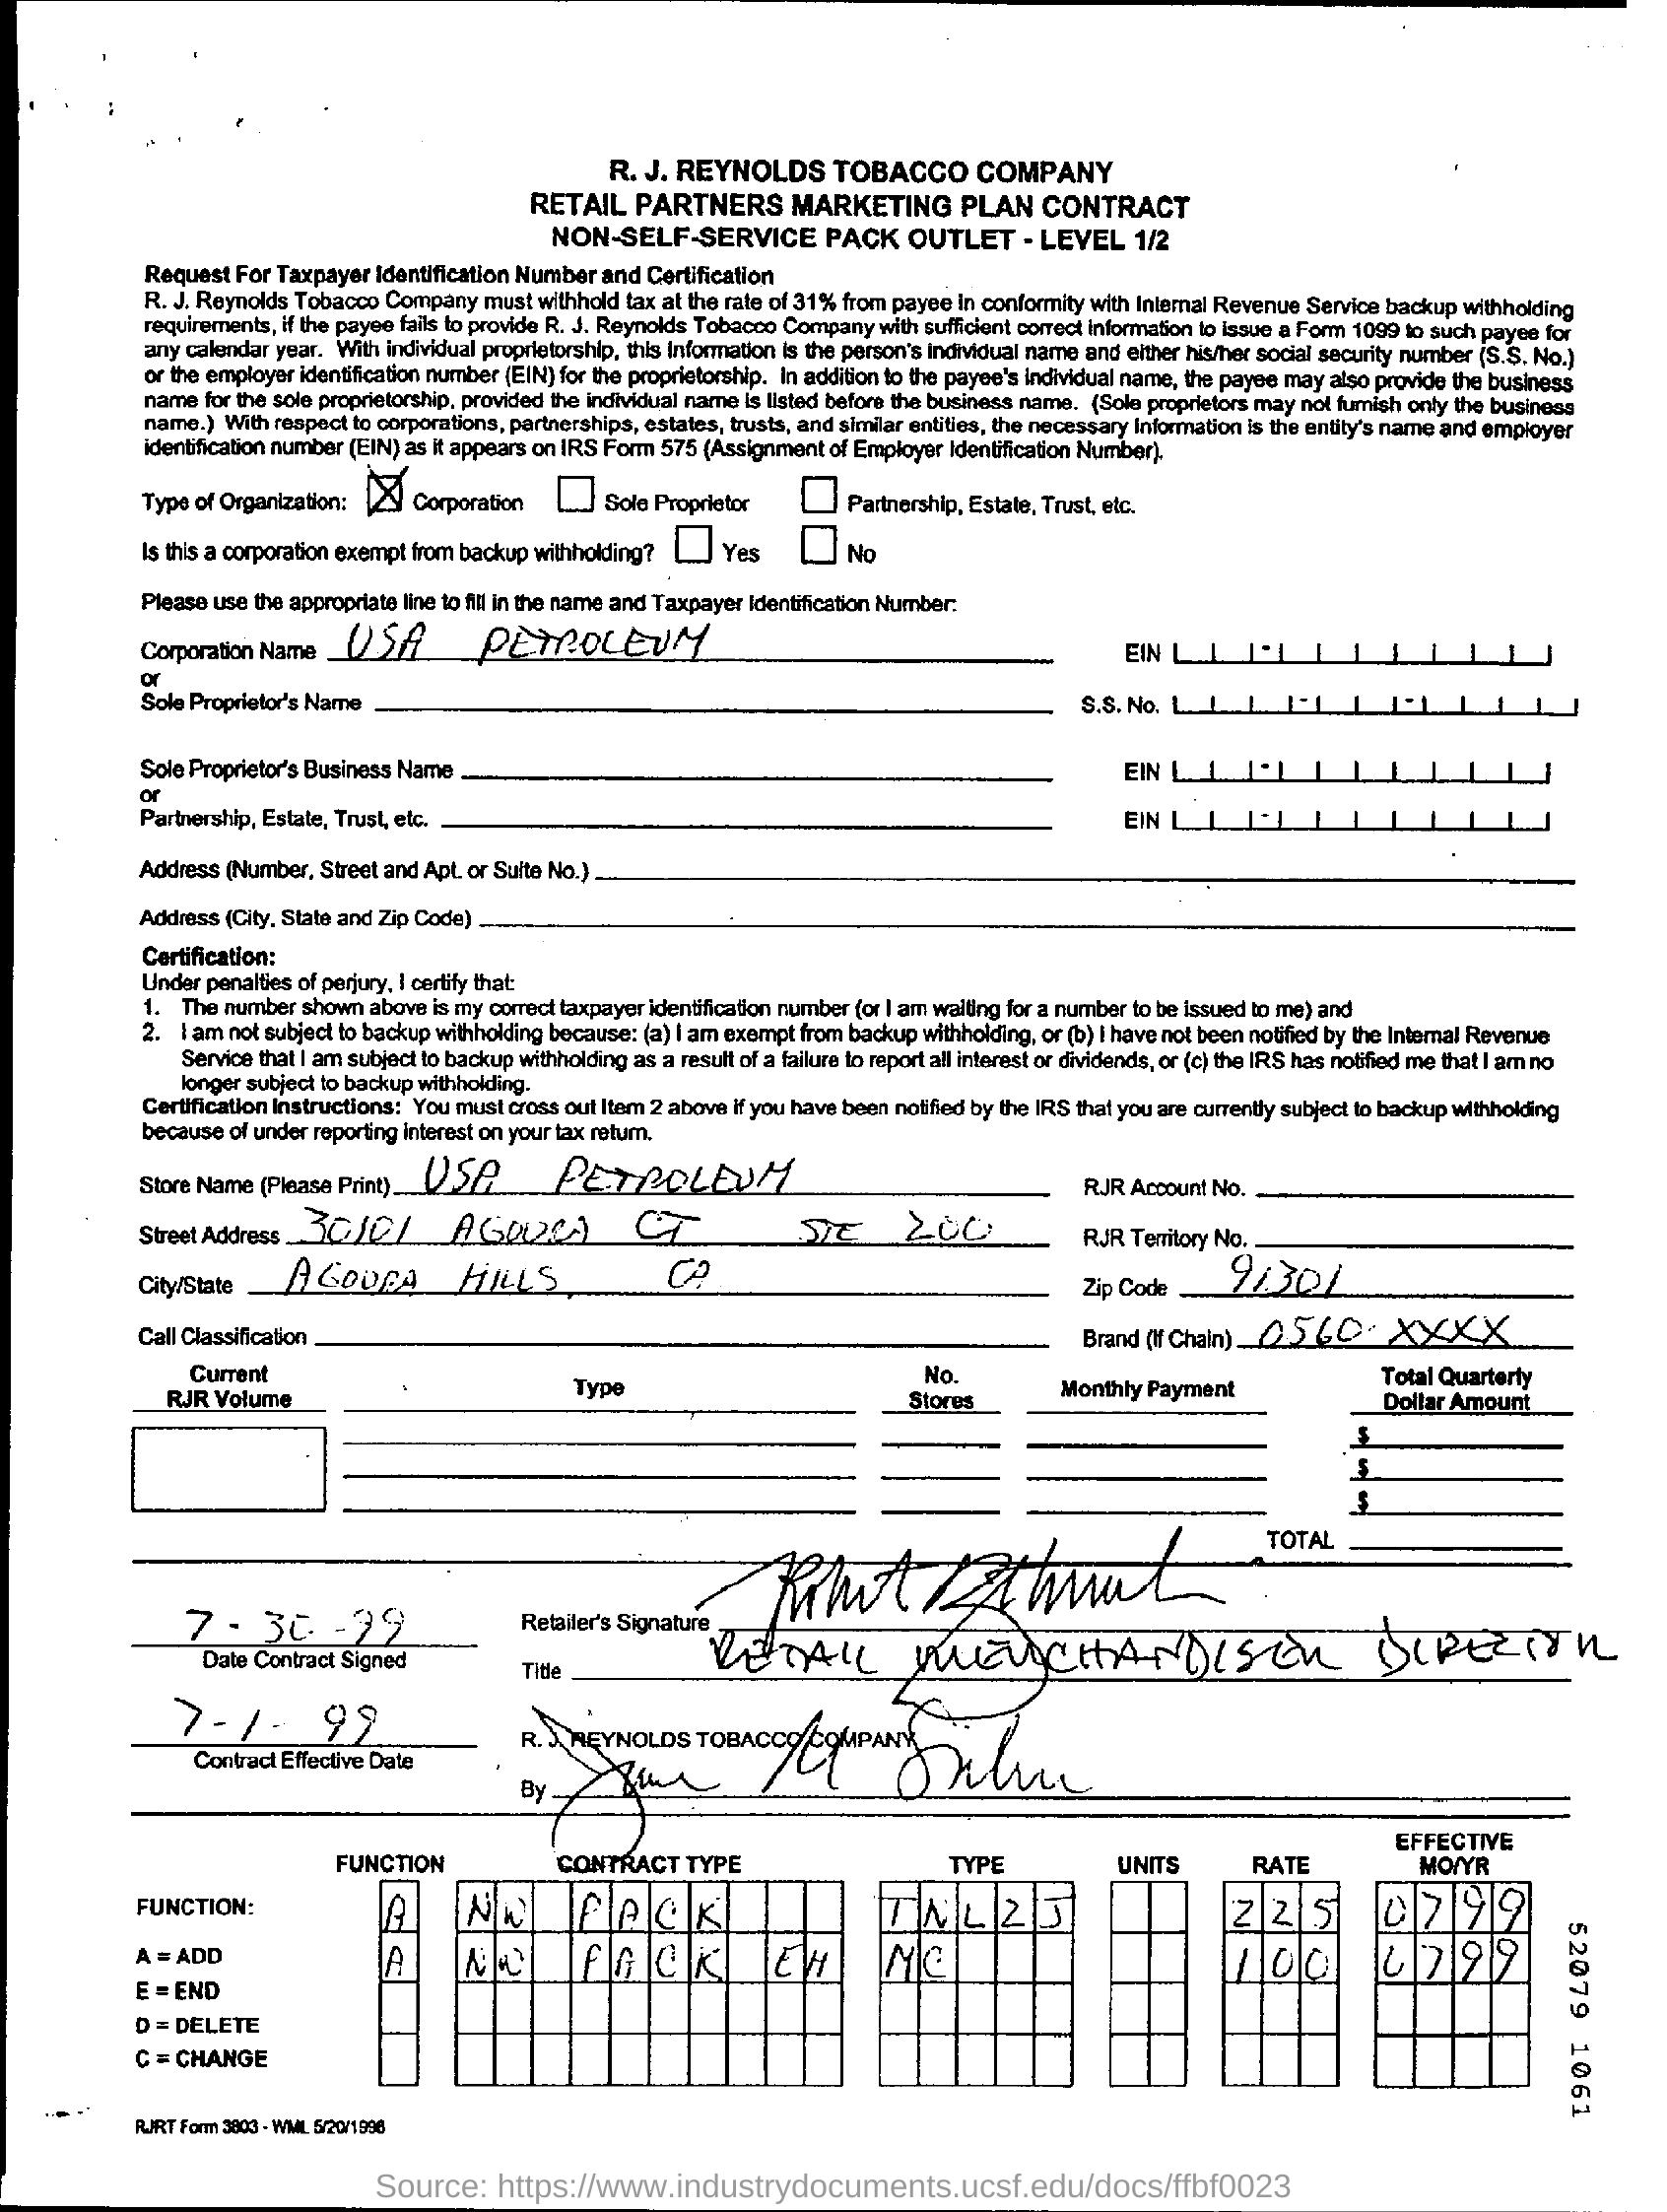 R. J. REYNOLDS TOBACCO COMPANY
RETAIL PARTNERS MARKETING PLAN CONTRACT
NON-SELF-SERVICE PACK OUTLET - LEVEL 1/2
Request For Taxpayer Identification Number and Certification
R. J. Reynolds Tobacco Company must withhold tax at the rate of 31% from payee in conformity with Internal Revenue Service backup withholding
requirements, if the payee fails to provide R. J. Reynolds Tobacco Company with sufficient correct information to issue a Form 1099 to such payee for
any calendar year. With individual proprietorship, this information is the person's individual name and either his/her social security number (S.S. No.)
or the employer identification number (EIN) for the proprietorship. In addition to the payee's individual name, the payee may also provide the business
name for the sole proprietorship, provided the individual name is listed before the business name. (Sole proprietors may not furnish only the business
name.) With respect to corporations, partnerships, estates, trusts, and similar entities, the necessary information is the entity's name and employer
identification number (EIN) as it appears on IRS Form 575 (Assignment of Employer Identification Number).
Type of Organization: Corporation Sole Proprietor Partnership, Estate, Trust, etc.
Is this a corporation exempt from backup withholding? Yes No
Please use the appropriate line to fill in the name and Taxpayer Identification Number:
Corporation Name USA PETROLEUM EIN
or
Sole Proprietor's Name S.S. No.
Sole Proprietor's Business Name EIN
or
Partnership, Estate, Trust, etc. EIN
Address (Number, Street and Apt. or Suite No.)
Address (City, State and Zip Code)
Certification:
Under penalties of perjury, I certify that:
1. The number shown above is my correct taxpayer identification number (or I am waiting for a number to be issued to me) and
2. I am not subject to backup withholding because: (a) I am exempt from backup withholding, or (b) I have not been notified by the Internal Revenue
Service that I am subject to backup withholding as a result of a failure to report all interest or dividends, or (c) the IRS has notified me that I am no
longer subject to backup withholding.
Certification Instructions: You must cross out Item 2 above if you have been notified by the IRS that you are currently subject to backup withholding
because of under reporting interest on your tax return.
Store Name (Please Print) USA PETROLEUM RJR Account No.
Street Address 30101 AGOURA CT STE 200 RJR Territory No.
City/State AGOURA HILLS, CA Zip Code 91301
Call Classification Brand (If Chain) 0560-XXXX
Current RJR Volume Type No. Stores Monthly Payment Total Quarterly Dollar Amount
$
$
$
TOTAL
7-30-99 Retailer's Signature
Date Contract Signed
Title RETAIL MERCHANDISER DIRECTOR
7-1-99 R. J. REYNOLDS TOBACCO COMPANY
Contract Effective Date
By
FUNCTION CONTRACT TYPE TYPE UNITS RATE EFFECTIVE MO/YR
FUNCTION: A NW PACK TNL2J 225 0799
A = ADD A NW PACK EH MC 100 0799
E = END
D = DELETE
C = CHANGE
52079 1061
RJRT Form 3803 - WML 5/20/1996
Source: https://www.industrydocuments.ucsf.edu/docs/ffbf0023